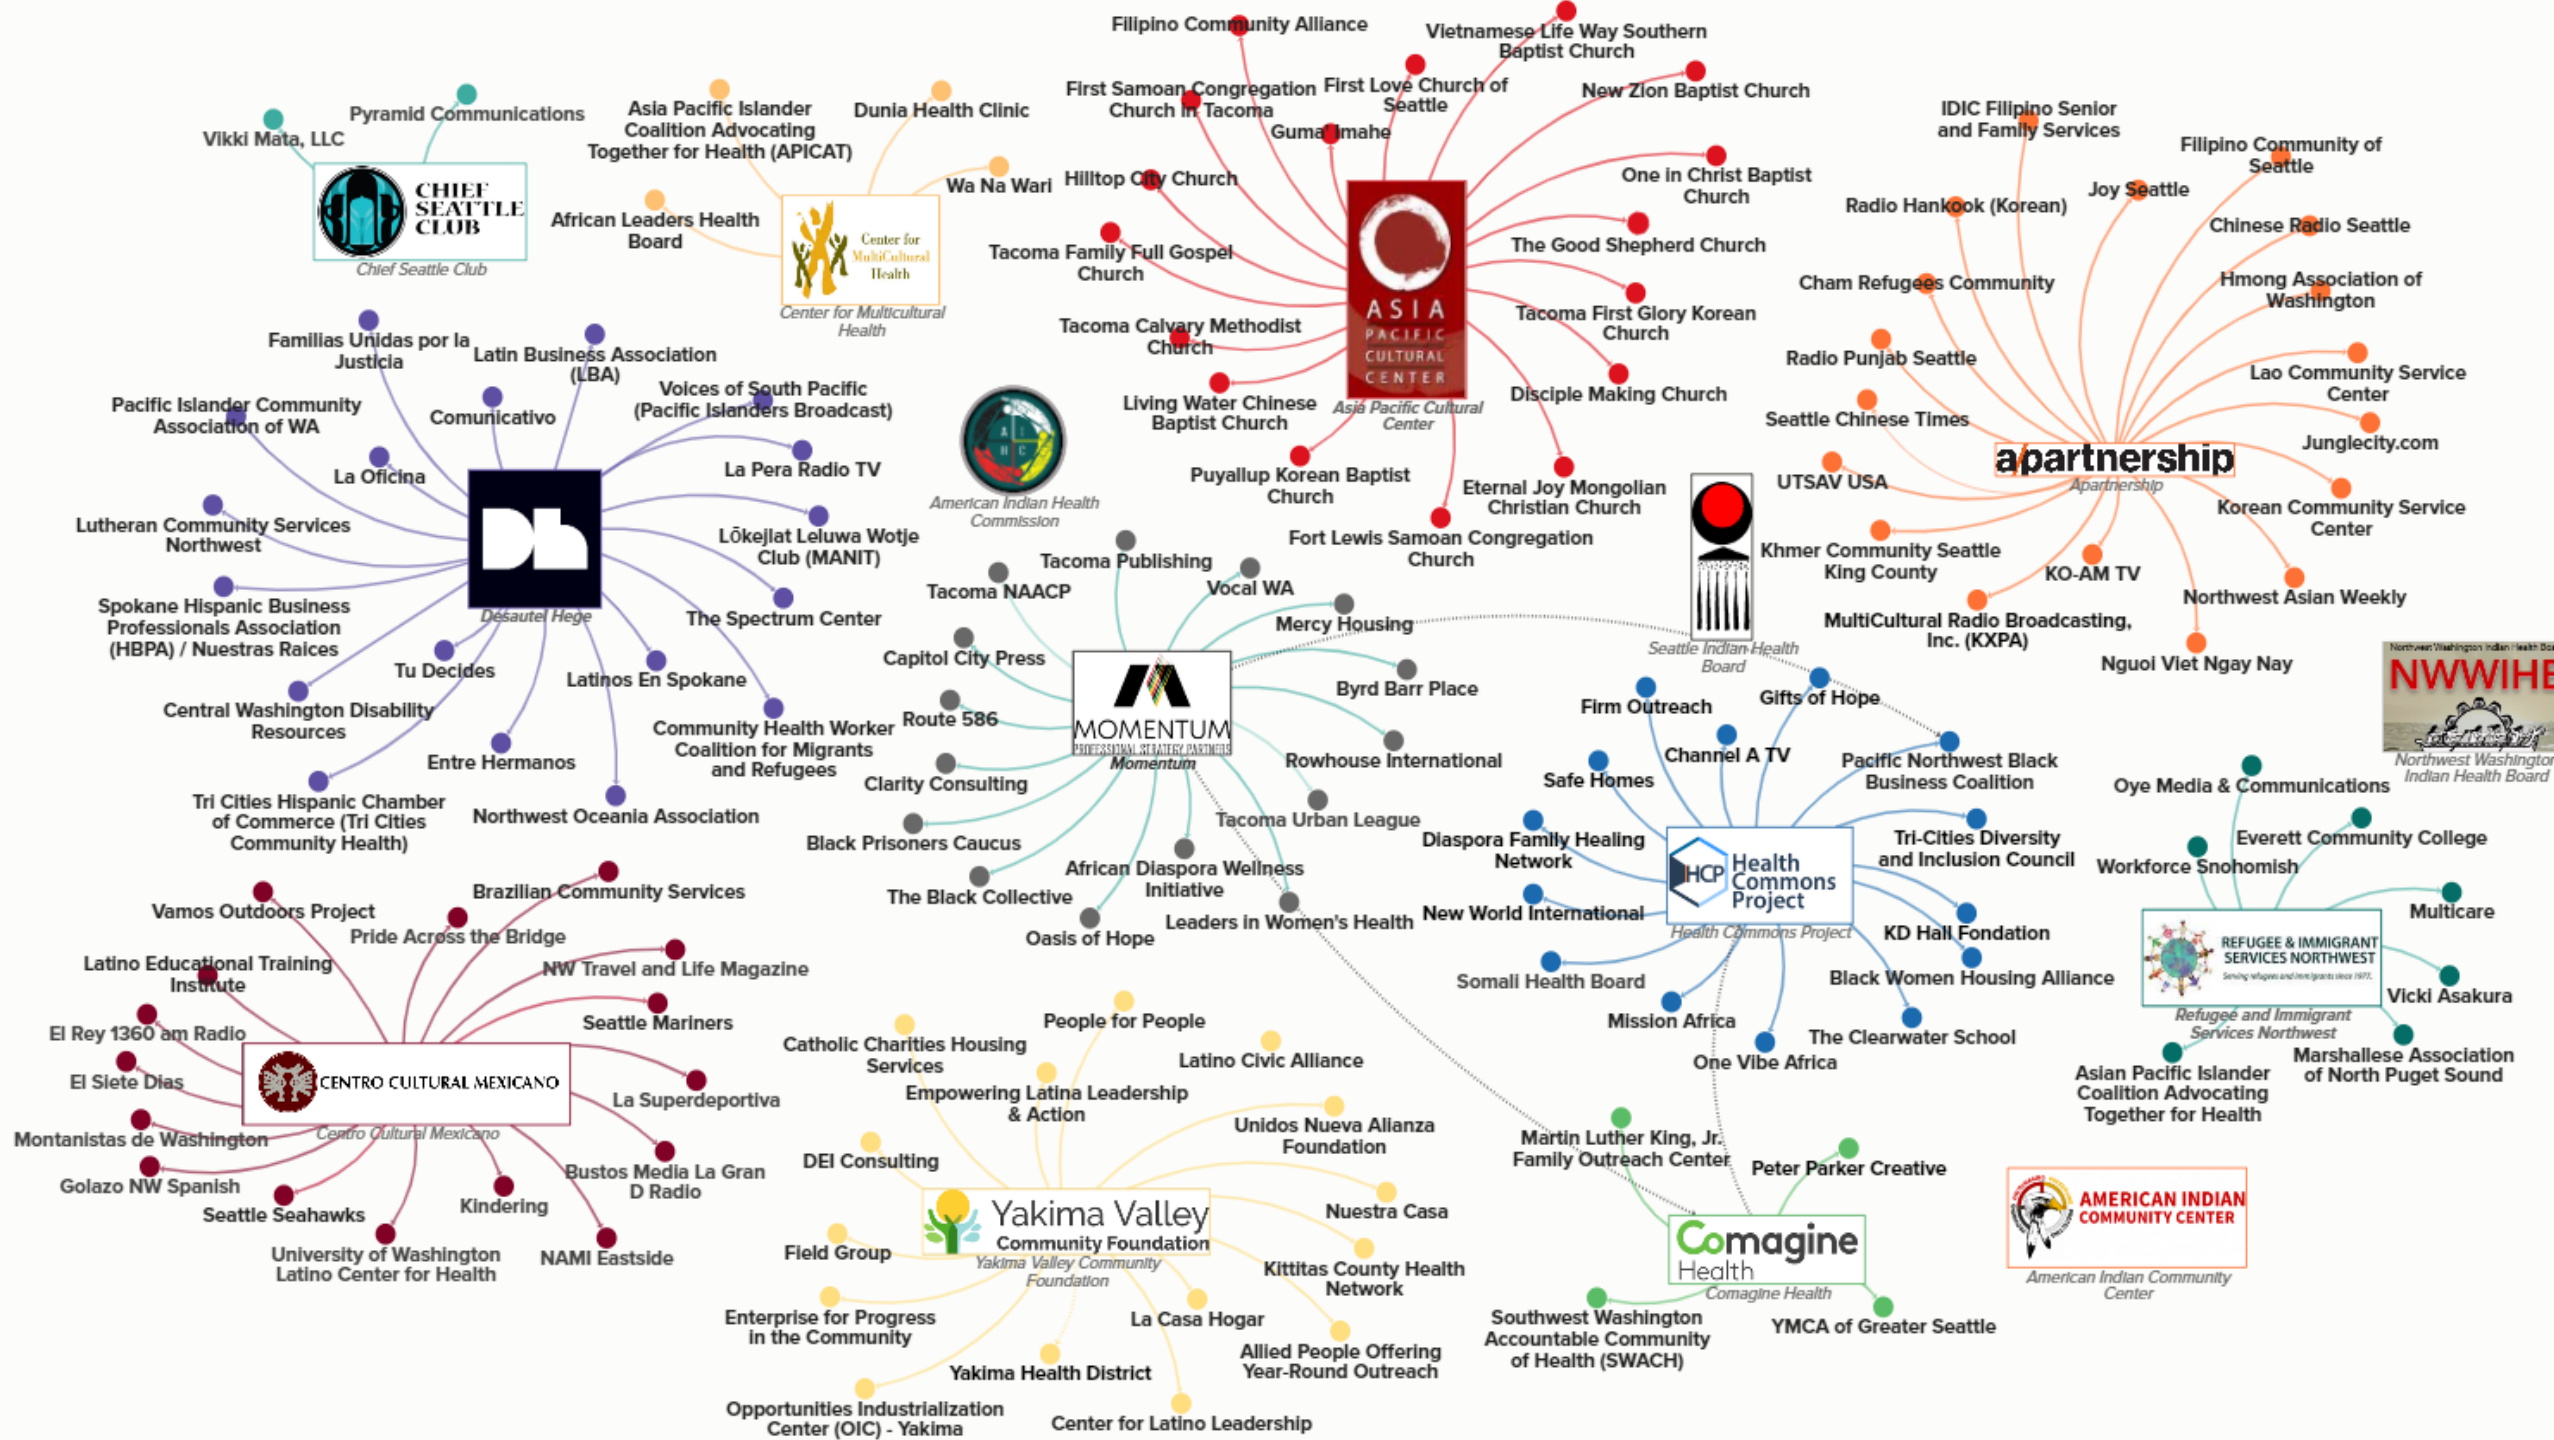 Vikki Mata, LLC
Pyramid Communications
CHIEF
SEATTLE
CLUB
Chief Seattle Club
Asia Pacific Islander
Coalition Advocating
Together for Health (APICAT)
Dunia Health Clinic
Wa Na Wari
African Leaders Health
Board
Center for
MultiCultural
Health
Center for Multicultural
Health
Filipino Community Alliance
Vietnamese Life Way Southern
Baptist Church
First Samoan Congregation
Church in Tacoma
First Love Church of
Seattle
New Zion Baptist Church
Guma' Imahe
Hilltop City Church
One in Christ Baptist
Church
Tacoma Family Full Gospel
Church
The Good Shepherd Church
Tacoma Calvary Methodist
Church
Tacoma First Glory Korean
Church
Living Water Chinese
Baptist Church
Disciple Making Church
Puyallup Korean Baptist
Church
Eternal Joy Mongolian
Christian Church
Fort Lewis Samoan Congregation
Church
ASIA
PACIFIC
CULTURAL
CENTER
Asia Pacific Cultural
Center
IDIC Filipino Senior
and Family Services
Filipino Community of
Seattle
Joy Seattle
Radio Hankook (Korean)
Chinese Radio Seattle
Cham Refugees Community
Hmong Association of
Washington
Radio Punjab Seattle
Lao Community Service
Center
Seattle Chinese Times
Junglecity.com
UTSAV USA
a/partnership
Apartnership
Korean Community Service
Center
Khmer Community Seattle
King County
KO-AM TV
Northwest Asian Weekly
MultiCultural Radio Broadcasting,
Inc. (KXPA)
Nguoi Viet Ngay Nay
Familias Unidas por la
Justicia
Latin Business Association
(LBA)
Pacific Islander Community
Association of WA
Comunicativo
Voices of South Pacific
(Pacific Islanders Broadcast)
La Oficina
La Pera Radio TV
Lutheran Community Services
Northwest
Dh
Desautel Hege
Lōkejlat Leluwa Wotje
Club (MANIT)
Spokane Hispanic Business
Professionals Association
(HBPA) / Nuestras Raices
The Spectrum Center
Tu Decides
Latinos En Spokane
Central Washington Disability
Resources
Community Health Worker
Coalition for Migrants
and Refugees
Entre Hermanos
Tri Cities Hispanic Chamber
of Commerce (Tri Cities
Community Health)
Northwest Oceania Association
A I
H C
American Indian Health
Commission
Tacoma Publishing
Tacoma NAACP
Vocal WA
Mercy Housing
Capitol City Press
Byrd Barr Place
Route 586
MOMENTUM
PROFESSIONAL STRATEGY PARTNERS
Momentum
Rowhouse International
Clarity Consulting
Tacoma Urban League
Black Prisoners Caucus
African Diaspora Wellness
Initiative
The Black Collective
Leaders in Women's Health
Oasis of Hope
Seattle Indian Health
Board
Northwest Washington Indian Health
NWWIHB
Northwest Washington
Indian Health Board
Firm Outreach
Gifts of Hope
Channel A TV
Pacific Northwest Black
Business Coalition
Safe Homes
Diaspora Family Healing
Network
Tri-Cities Diversity
and Inclusion Council
HCP
Health
Commons
Project
Health Commons Project
New World International
KD Hall Fondation
Somali Health Board
Black Women Housing Alliance
Mission Africa
The Clearwater School
One Vibe Africa
Oye Media & Communications
Everett Community College
Workforce Snohomish
Multicare
REFUGEE & IMMIGRANT
SERVICES NORTHWEST
Serving refugees and immigrants since 1977.
Refugee and Immigrant
Services Northwest
Vicki Asakura
Marshallese Association
of North Puget Sound
Asian Pacific Islander
Coalition Advocating
Together for Health
Brazilian Community Services
Vamos Outdoors Project
Pride Across the Bridge
Latino Educational Training
Institute
NW Travel and Life Magazine
El Rey 1360 am Radio
Seattle Mariners
El Siete Dias
CENTRO CULTURAL MEXICANO
Centro Cultural Mexicano
La Superdeportiva
Montanistas de Washington
Bustos Media La Gran
D Radio
Golazo NW Spanish
Kindering
Seattle Seahawks
University of Washington
Latino Center for Health
NAMI Eastside
People for People
Catholic Charities Housing
Services
Latino Civic Alliance
Empowering Latina Leadership
& Action
Unidos Nueva Alianza
Foundation
DEI Consulting
Yakima Valley
Community Foundation
Yakima Valley Community
Foundation
Nuestra Casa
Field Group
Kittitas County Health
Network
Enterprise for Progress
in the Community
La Casa Hogar
Allied People Offering
Year-Round Outreach
Yakima Health District
Opportunities Industrialization
Center (OIC) - Yakima
Center for Latino Leadership
Martin Luther King, Jr.
Family Outreach Center
Peter Parker Creative
Comagine
Health
Comagine Health
Southwest Washington
Accountable Community
of Health (SWACH)
YMCA of Greater Seattle
AMERICAN INDIAN
COMMUNITY CENTER
American Indian Community
Center